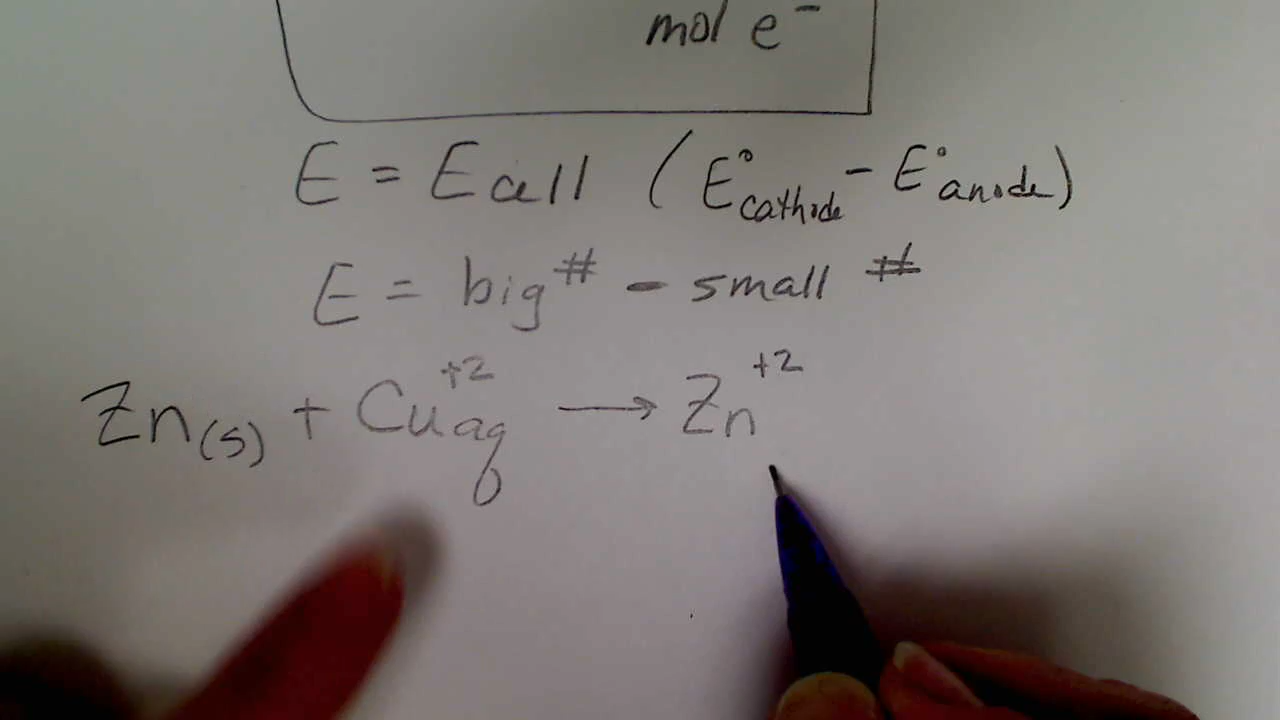 mol e⁻
E = Ecell (E°cathode - E°anode)
E = big # - small #
Zn(s) + Cu⁺²aq → Zn⁺²